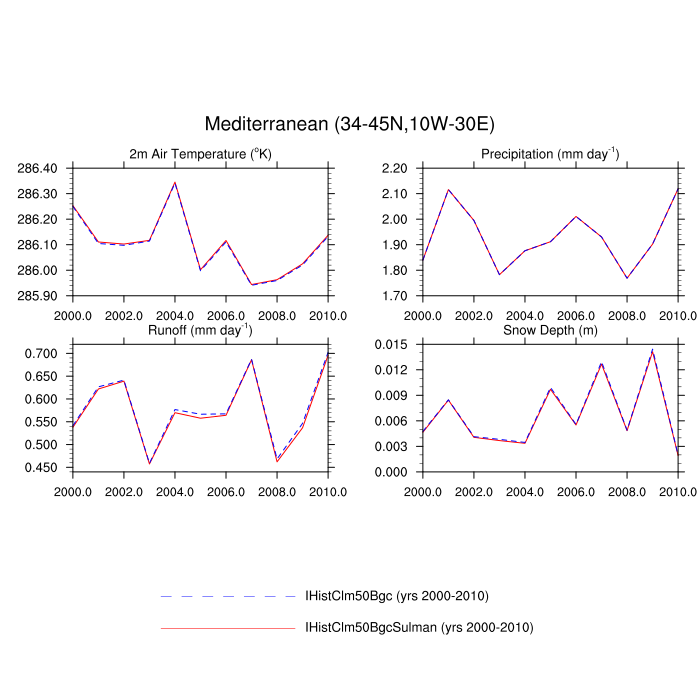 Mediterranean (34-45N,10W-30E)
2m Air Temperature (°K)
286.40
286.30
286.20
286.10
286.00
285.90
2000.0 2002.0 2004.0 2006.0 2008.0 2010.0
Precipitation (mm day⁻¹)
2.20
2.10
2.00
1.90
1.80
1.70
2000.0 2002.0 2004.0 2006.0 2008.0 2010.0
Runoff (mm day⁻¹)
0.700
0.650
0.600
0.550
0.500
0.450
2000.0 2002.0 2004.0 2006.0 2008.0 2010.0
Snow Depth (m)
0.015
0.012
0.009
0.006
0.003
0.000
2000.0 2002.0 2004.0 2006.0 2008.0 2010.0
IHistClm50Bgc (yrs 2000-2010)
IHistClm50BgcSulman (yrs 2000-2010)